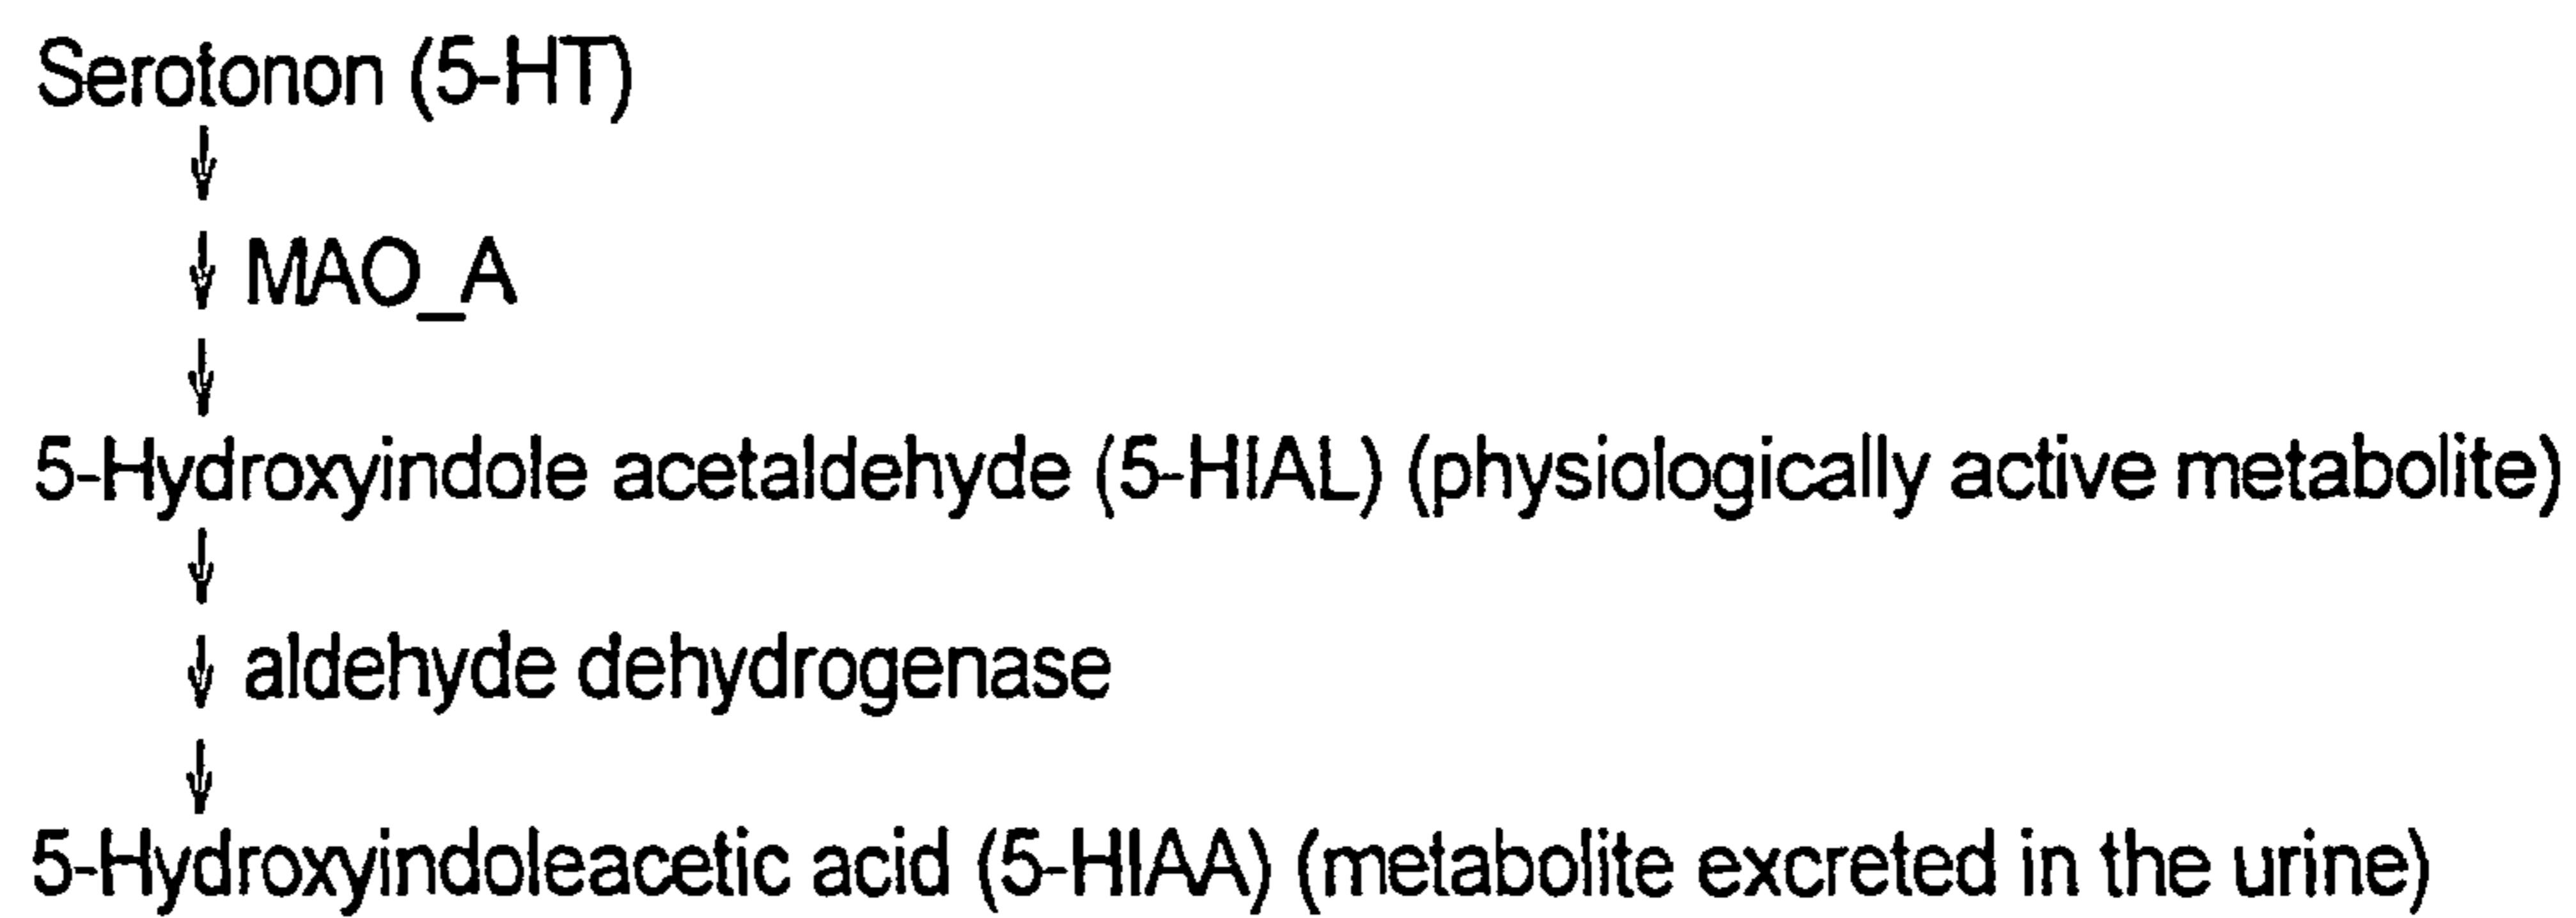 Serotonon (5-HT)
MAO_A
5-Hydroxyindole acetaldehyde (5-HIAL) (physiologically active metabolite)
aldehyde dehydrogenase
5-Hydroxyindoleacetic acid (5-HIAA) (metabolite excreted in the urine)